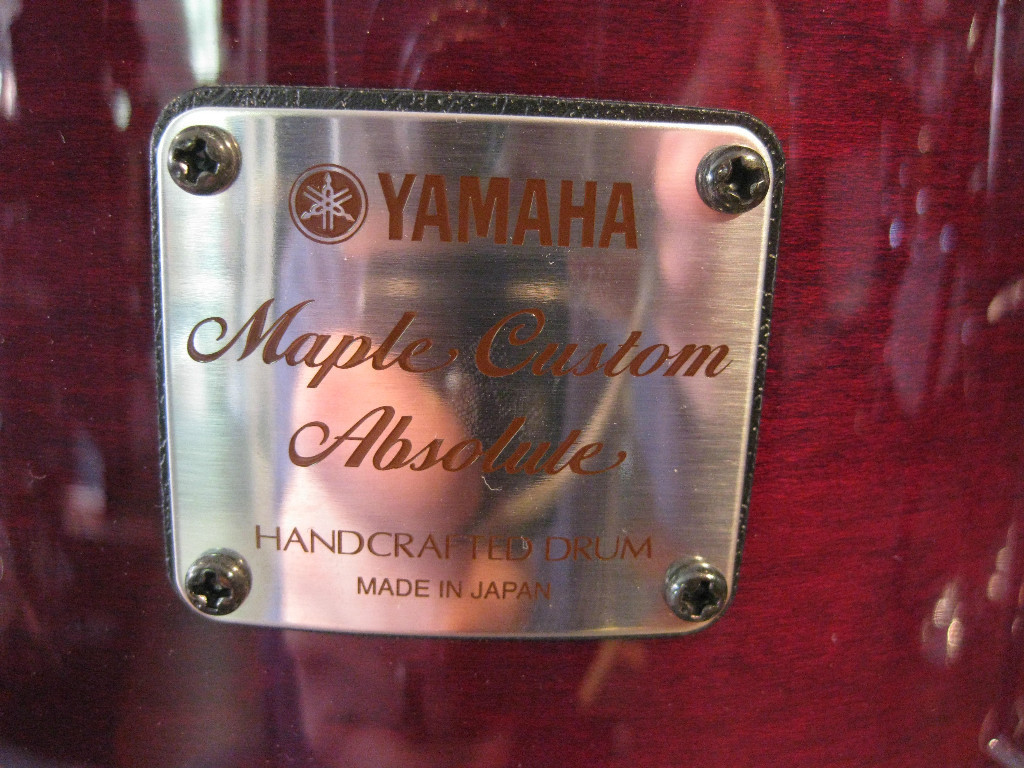 YAMAHA
Maple Custom
Absolute
HANDCRAFTED DRUM
MADE IN JAPAN